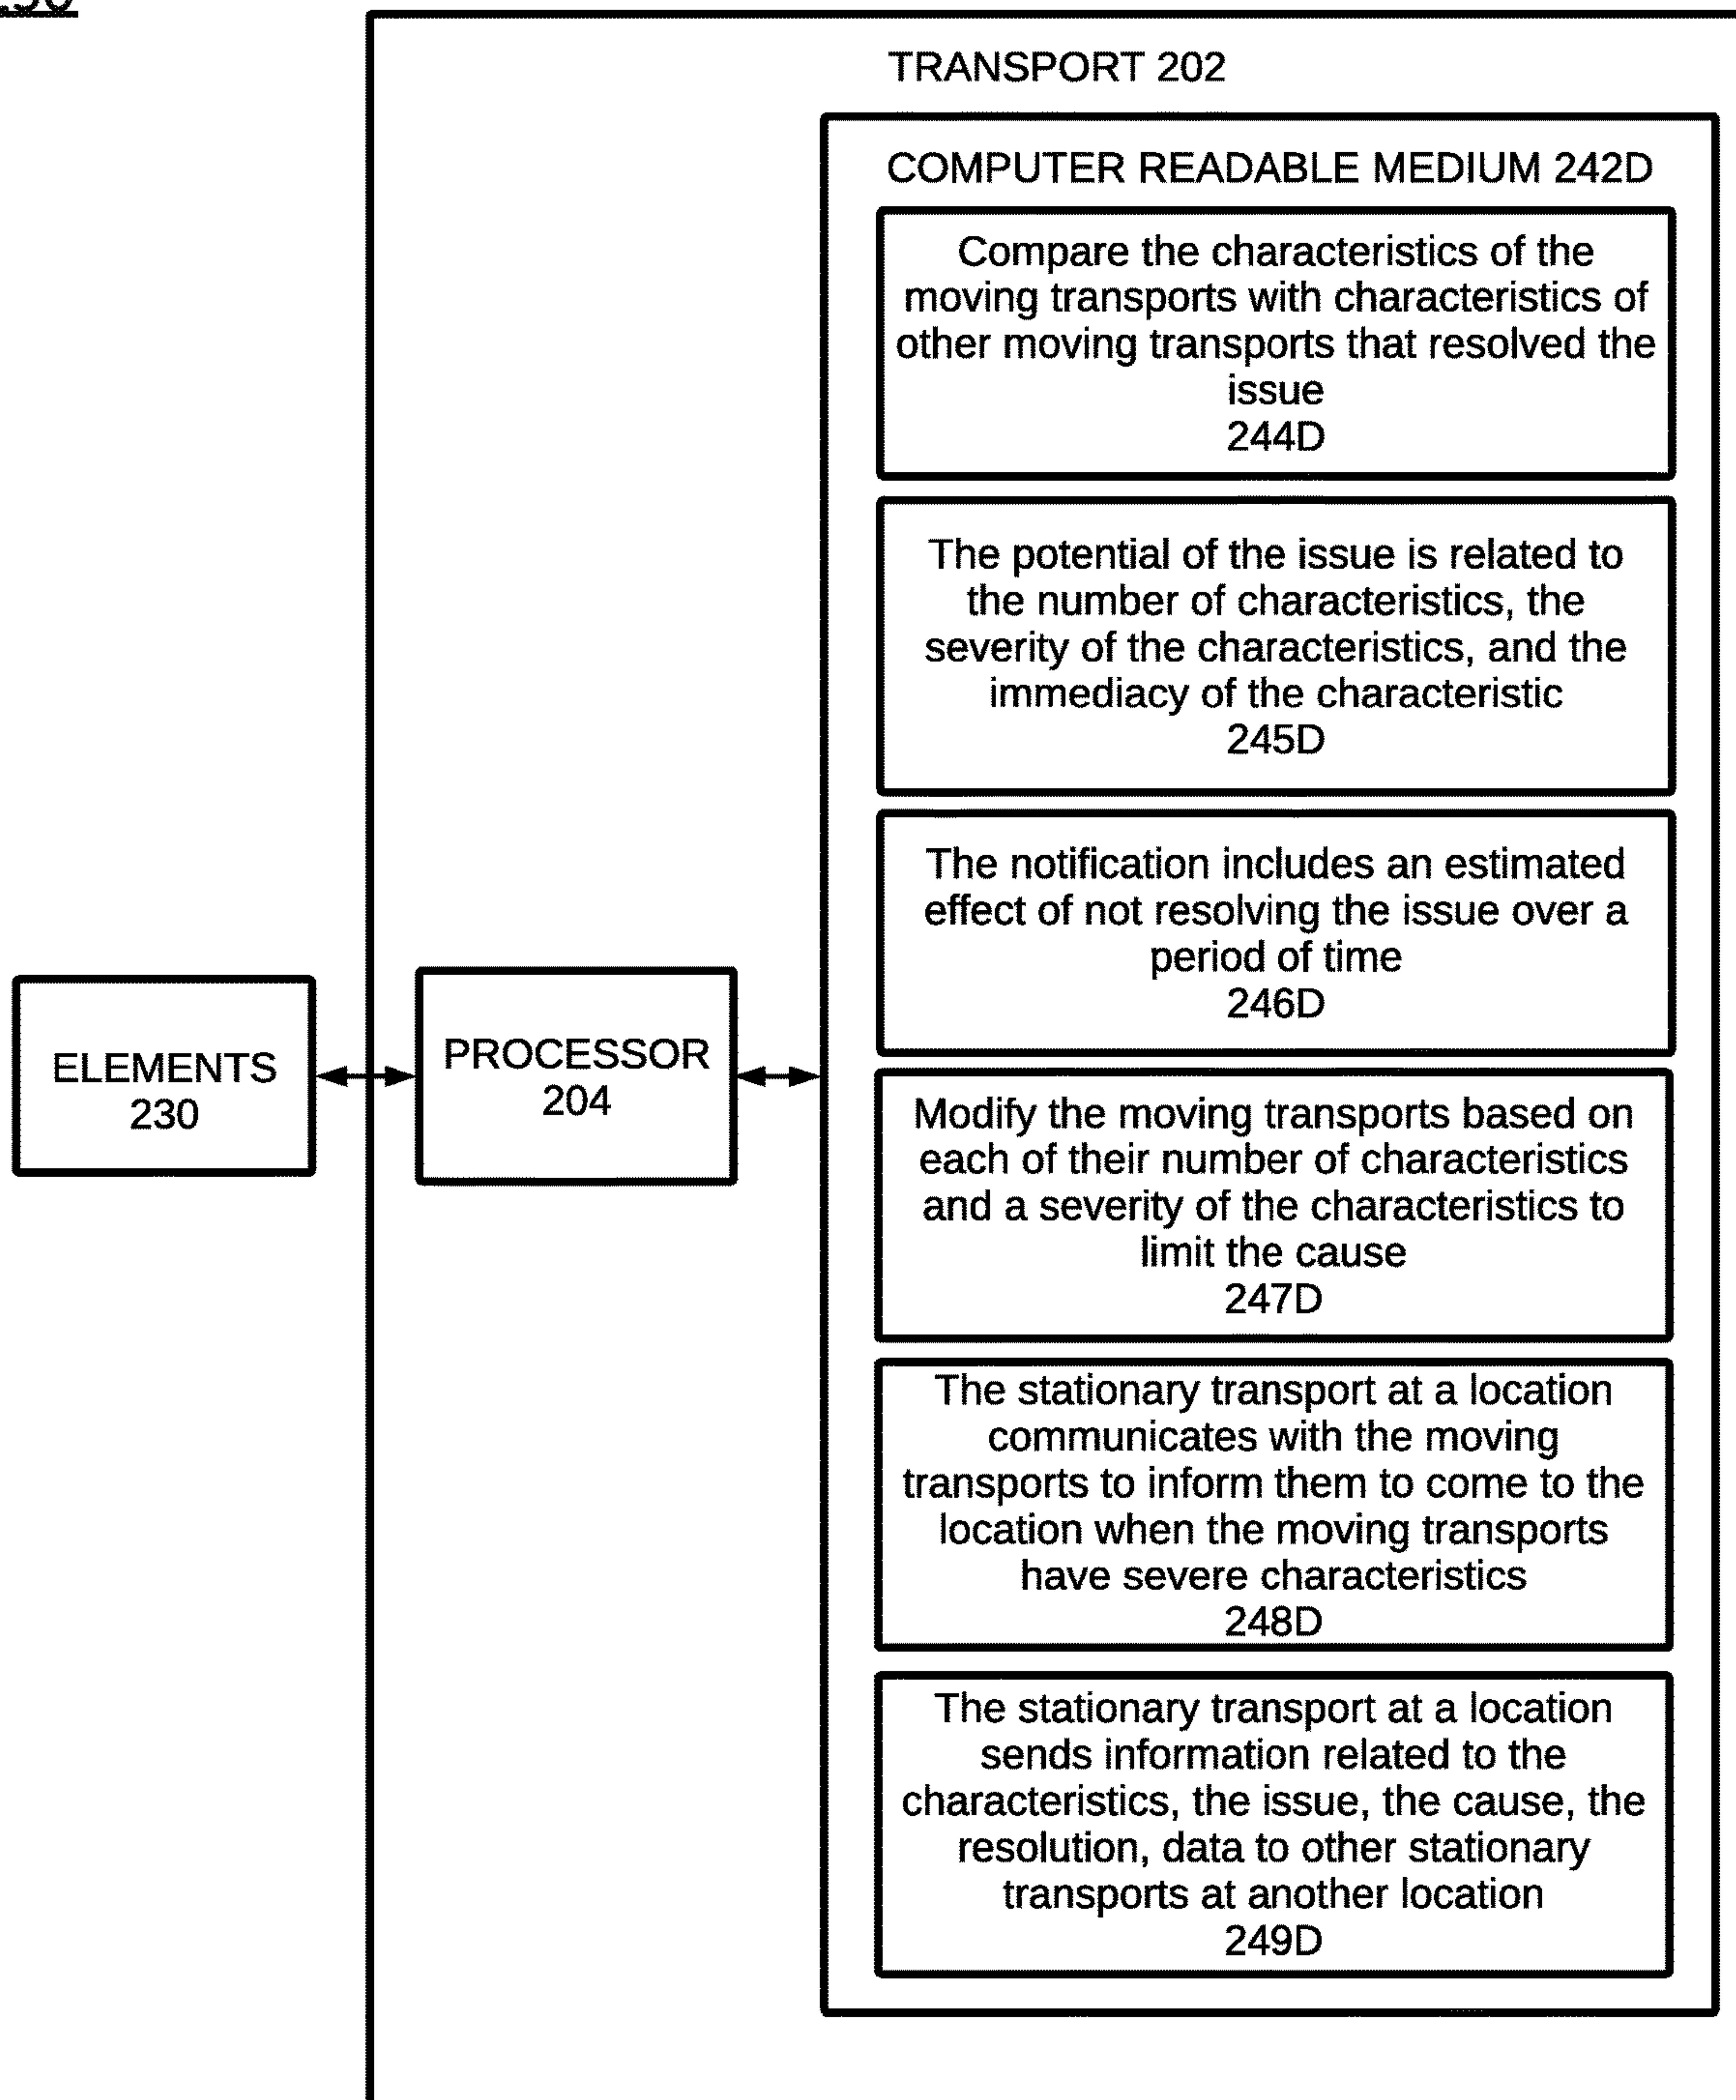 TRANSPORT 202
COMPUTER READABLE MEDIUM 242D
Compare the characteristics of the
moving transports with characteristics of
other moving transports that resolved the
issue
244D
The potential of the issue is related to
the number of characteristics, the
severity of the characteristics, and the
immediacy of the characteristic
245D
The notification includes an estimated
effect of not resolving the issue over a
period of time
246D
ELEMENTS
230
PROCESSOR
204
Modify the moving transports based on
each of their number of characteristics
and a severity of the characteristics to
limit the cause
247D
The stationary transport at a location
communicates with the moving
transports to inform them to come to the
location when the moving transports
have severe characteristics
248D
The stationary transport at a location
sends information related to the
characteristics, the issue, the cause, the
resolution, data to other stationary
transports at another location
249D